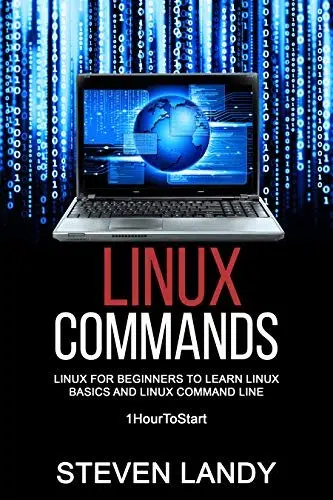 LINUX
COMMANDS
LINUX FOR BEGINNERS TO LEARN LINUX
BASICS AND LINUX COMMAND LINE
1HourToStart
STEVEN LANDY